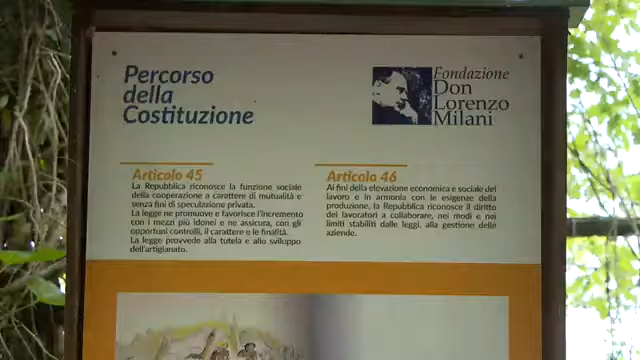 Percorso
della
Costituzione
Fondazione
Don
Lorenzo
Milani
Articolo 45
La Repubblica riconosce la funzione sociale
della cooperazione a carattere di mutualità e
senza fini di speculazione privata.
La legge ne promuove e favorisce l'incremento
con i mezzi più idonei e ne assicura, con gli
opportuni controlli, il carattere e le finalità.
La legge provvede alla tutela e allo sviluppo
dell'artigianato.
Articolo 46
Ai fini della elevazione economica e sociale del
lavoro e in armonia con le esigenze della
produzione, la Repubblica riconosce il diritto
dei lavoratori a collaborare, nei modi e nei
limiti stabiliti dalle leggi, alla gestione delle
aziende.